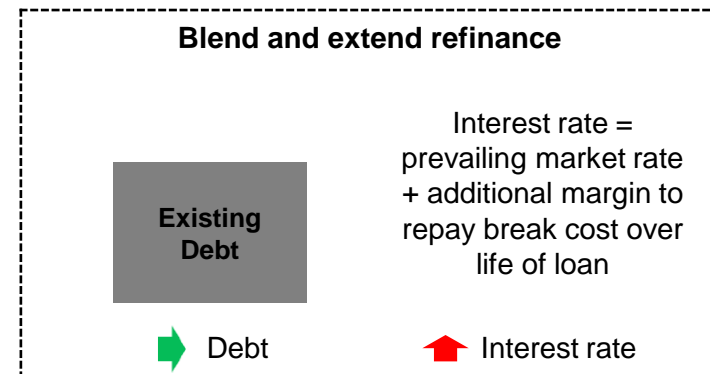 Blend and extend refinance
Interest rate =
prevailing market rate
+ additional margin to
repay break cost over
life of loan
Existing
Debt
Debt
Interest rate